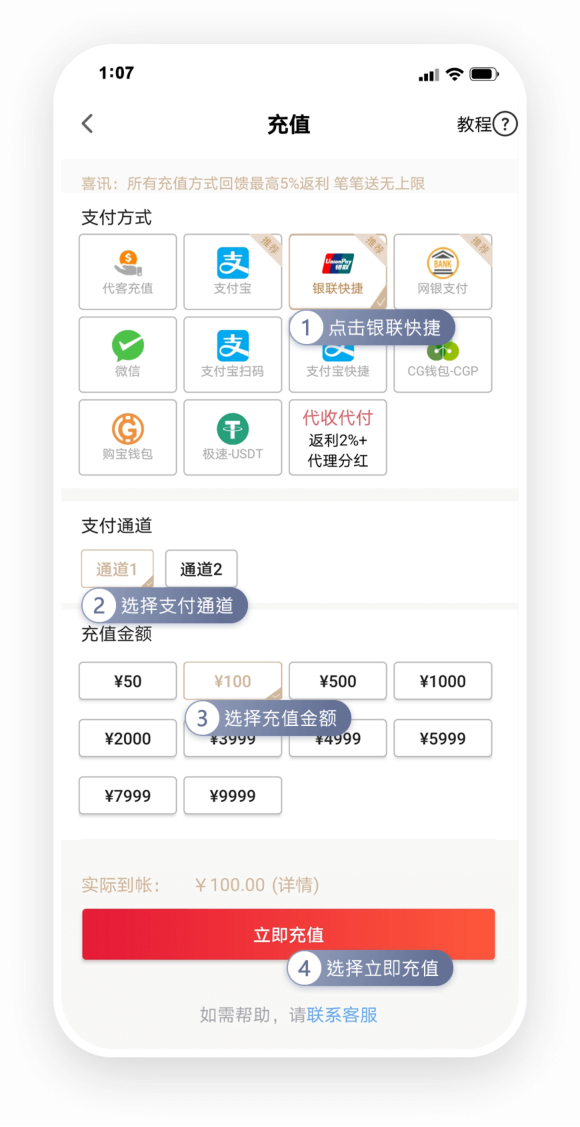 1:07
充值
教程?
喜讯：所有充值方式回馈最高5%返利 笔笔送无上限
支付方式
代客充值
推荐
支付宝
推荐
UnionPay
银联
银联快捷
推荐
BANK
网银支付
1 点击银联快捷
微信
支付宝扫码
支付宝快捷
CG钱包-CGP
购宝钱包
极速-USDT
代收代付
返利2%+
代理分红
支付通道
通道1
通道2
2 选择支付通道
充值金额
¥50
¥100
¥500
¥1000
3 选择充值金额
¥2000
¥3999
¥4999
¥5999
¥7999
¥9999
实际到帐： ￥100.00 (详情)
立即充值
4 选择立即充值
如需帮助，请联系客服